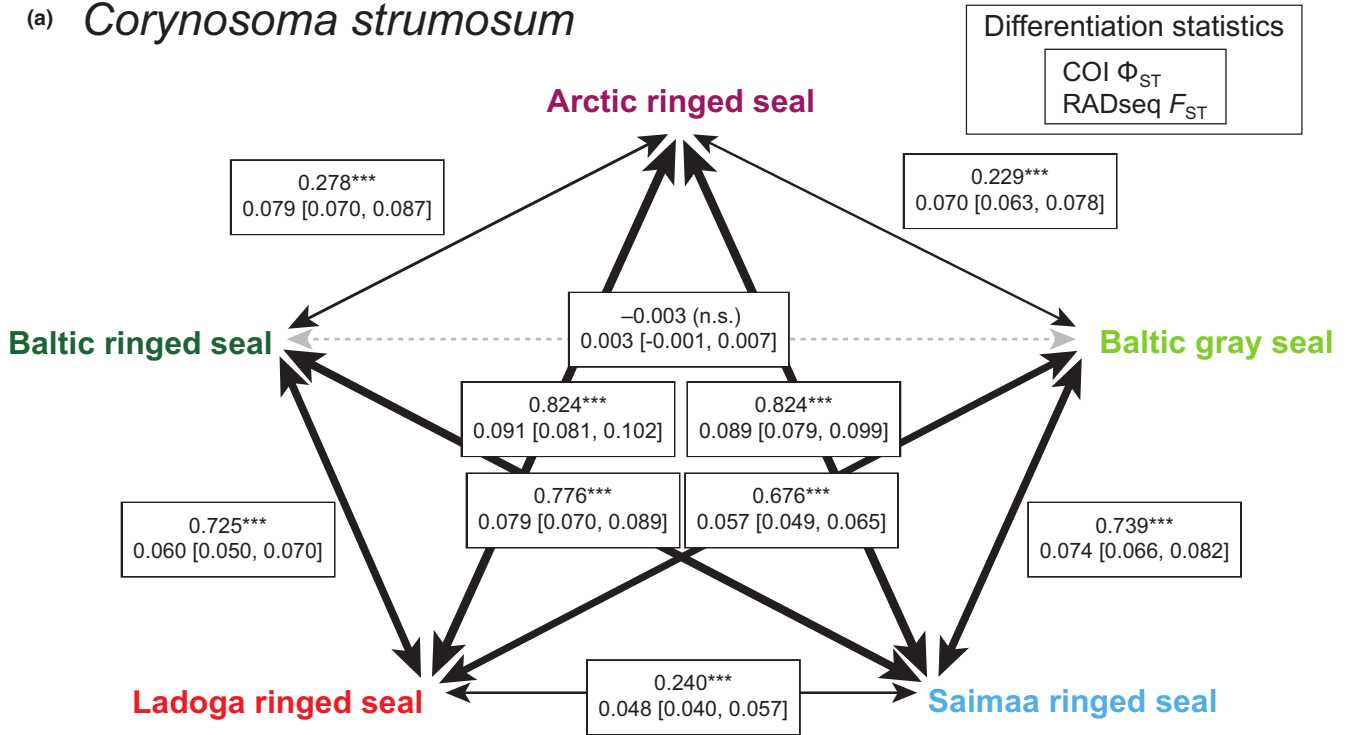 (a) Corynosoma strumosum
Differentiation statistics
COI ΦST
RADseq FST
Arctic ringed seal
0.278***
0.079 [0.070, 0.087]
0.229***
0.070 [0.063, 0.078]
–0.003 (n.s.)
0.003 [-0.001, 0.007]
Baltic ringed seal
Baltic gray seal
0.824***
0.091 [0.081, 0.102]
0.824***
0.089 [0.079, 0.099]
0.776***
0.079 [0.070, 0.089]
0.676***
0.057 [0.049, 0.065]
0.725***
0.060 [0.050, 0.070]
0.739***
0.074 [0.066, 0.082]
Ladoga ringed seal
0.240***
0.048 [0.040, 0.057]
Saimaa ringed seal